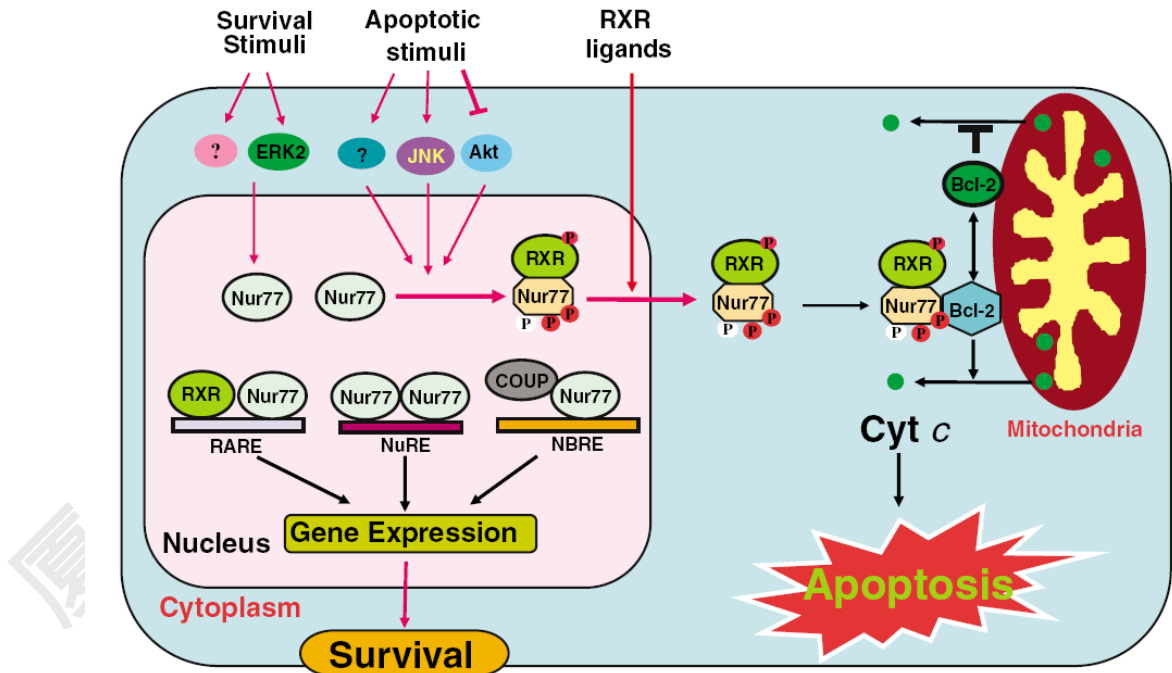 Survival
Stimuli
Apoptotic
stimuli
RXR
ligands
?
ERK2
?
JNK
Akt
Bcl-2
RXR
P
Nur77
P
P
P
Nur77
Nur77
RXR
P
Nur77
P
P
P
RXR
P
Nur77
P
P
P
Bcl-2
RXR
Nur77
RARE
Nur77
Nur77
NuRE
COUP
Nur77
NBRE
Cyt c
Mitochondria
Gene Expression
Nucleus
Apoptosis
Cytoplasm
Survival